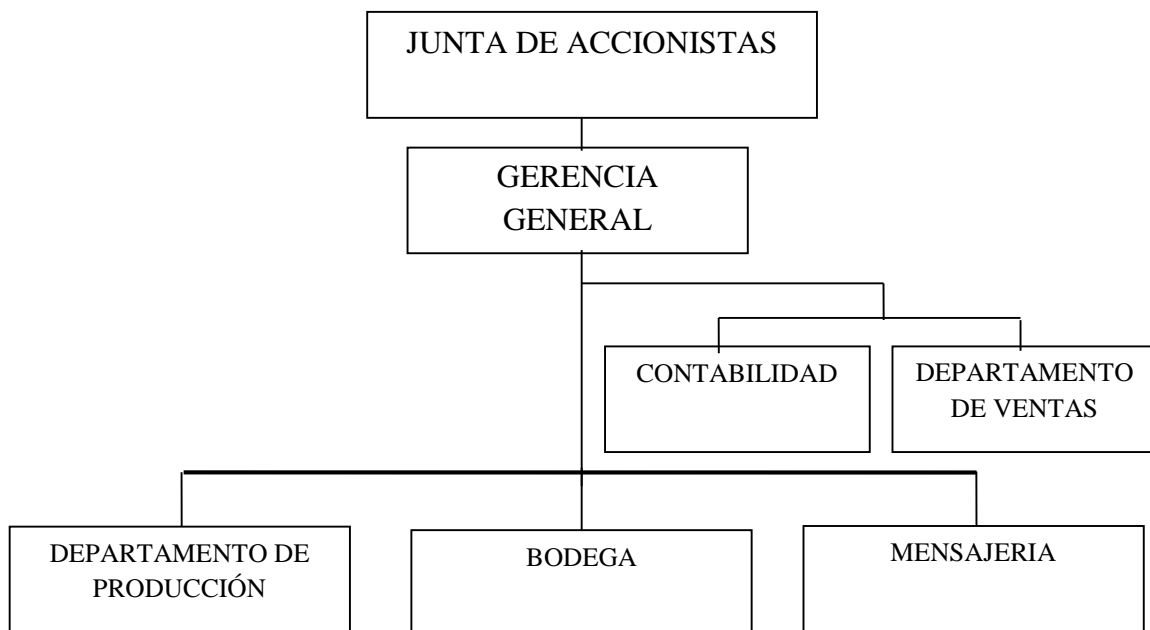 JUNTA DE ACCIONISTAS
GERENCIA
GENERAL
CONTABILIDAD
DEPARTAMENTO
DE VENTAS
DEPARTAMENTO DE
PRODUCCIÓN
BODEGA
MENSAJERIA